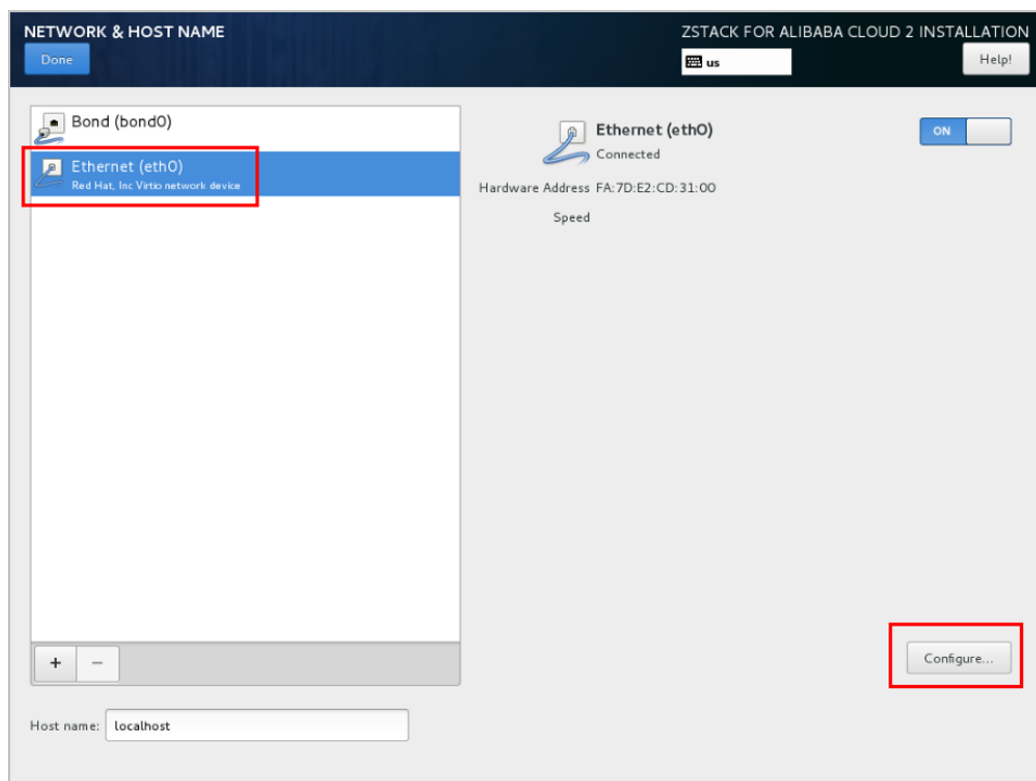 NETWORK & HOST NAME
ZSTACK FOR ALIBABA CLOUD 2 INSTALLATION
Done
us
Help!
Bond (bond0)
Ethernet (eth0)
Red Hat, Inc Virtio network device
Ethernet (eth0)
Connected
ON
Hardware Address FA:7D:E2:CD:31:00
Speed
+ −
Configure...
Host name: localhost